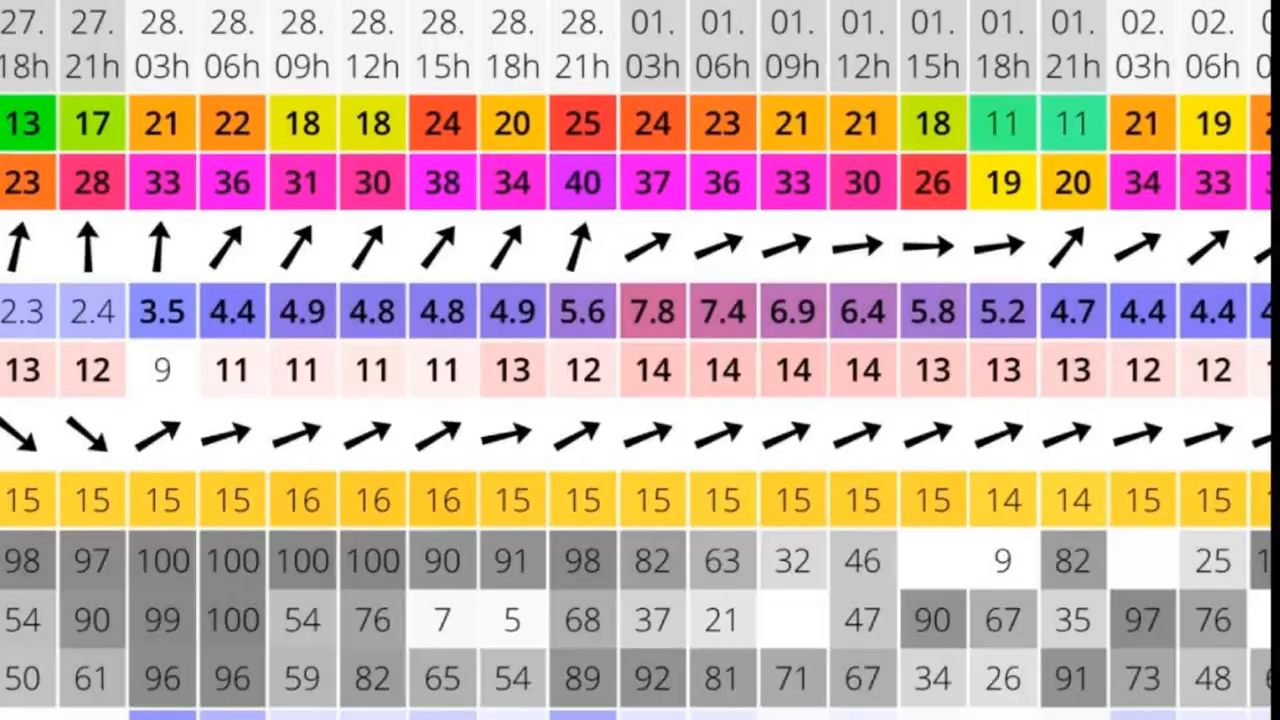 27. 27. 28. 28. 28. 28. 28. 28. 28. 01. 01. 01. 01. 01. 01. 01. 02. 02.
18h 21h 03h 06h 09h 12h 15h 18h 21h 03h 06h 09h 12h 15h 18h 21h 03h 06h
13 17 21 22 18 18 24 20 25 24 23 21 21 18 11 11 21 19
23 28 33 36 31 30 38 34 40 37 36 33 30 26 19 20 34 33
2.3 2.4 3.5 4.4 4.9 4.8 4.8 4.9 5.6 7.8 7.4 6.9 6.4 5.8 5.2 4.7 4.4 4.4
13 12 9 11 11 11 11 13 12 14 14 14 14 13 13 13 12 12
15 15 15 15 16 16 16 15 15 15 15 15 15 15 14 14 15 15
98 97 100 100 100 100 90 91 98 82 63 32 46 9 82 25
54 90 99 100 54 76 7 5 68 37 21 47 90 67 35 97 76
50 61 96 96 59 82 65 54 89 92 81 71 67 34 26 91 73 48